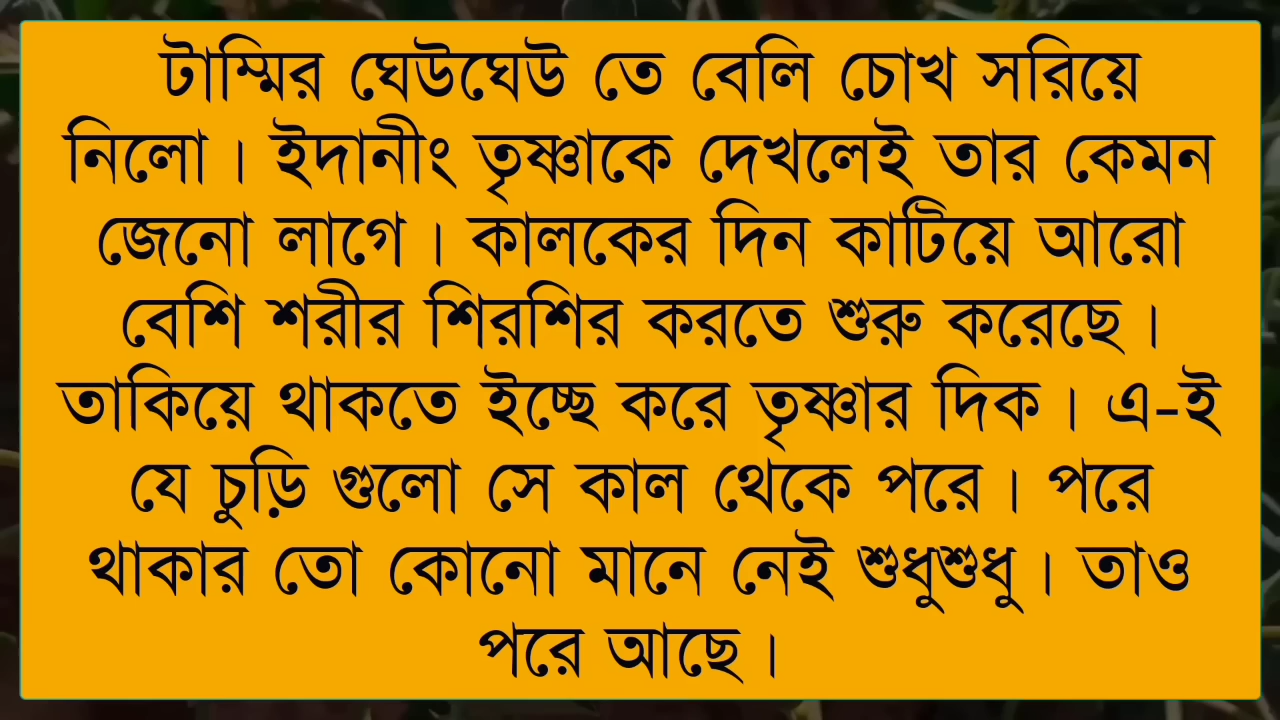 টাম্মির ঘেউঘেউ তে বেলি চোখ সরিয়ে
নিলো। ইদানীং তৃষ্ণাকে দেখলেই তার কেমন
জেনো লাগে। কালকের দিন কাটিয়ে আরো
বেশি শরীর শিরশির করতে শুরু করেছে।
তাকিয়ে থাকতে ইচ্ছে করে তৃষ্ণার দিক। এ-ই
যে চুড়ি গুলো সে কাল থেকে পরে। পরে
থাকার তো কোনো মানে নেই শুধুশুধু। তাও
পরে আছে।